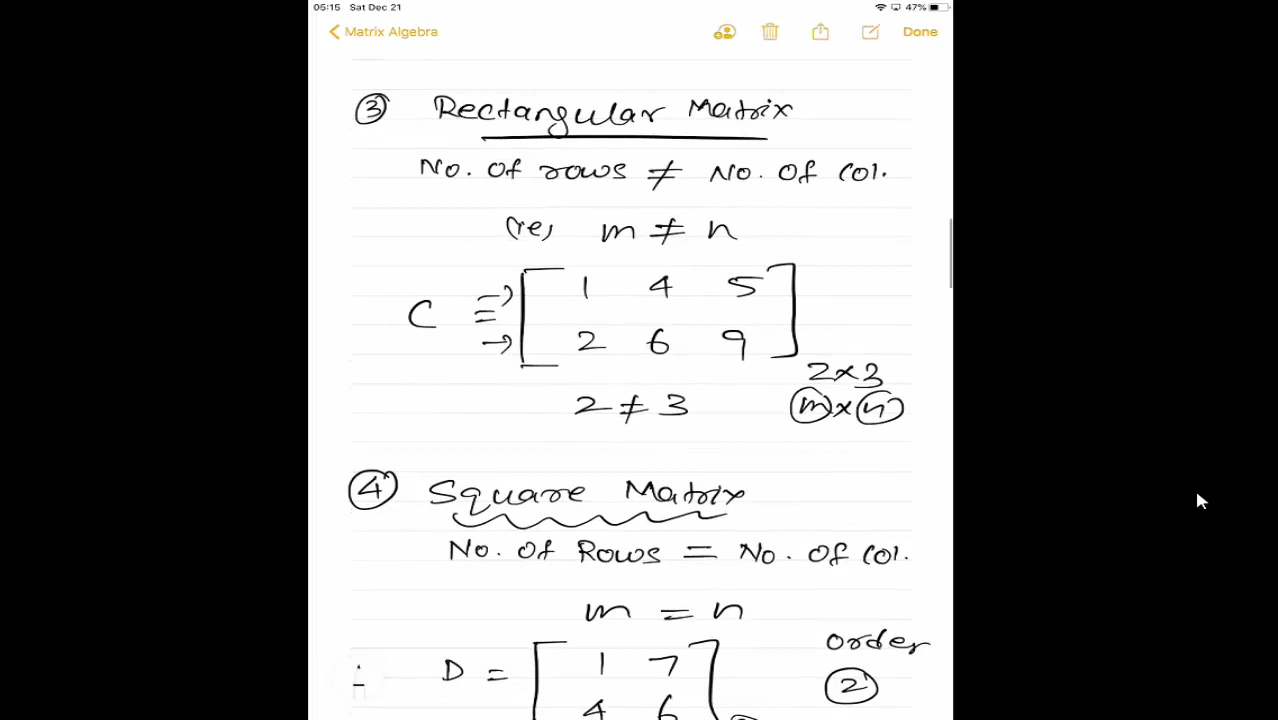 05:15 Sat Dec 21 47%
Matrix Algebra Done
③ Rectangular Matrix
No. Of rows ≠ No. Of Col.
(ie) m ≠ n
C = [ 1 4 5
2 6 9 ]
2×3
2 ≠ 3 m×n
④ Square Matrix
No. Of Rows = No. Of Col.
m = n
order
D = [ 1 7 ] ②
4 6